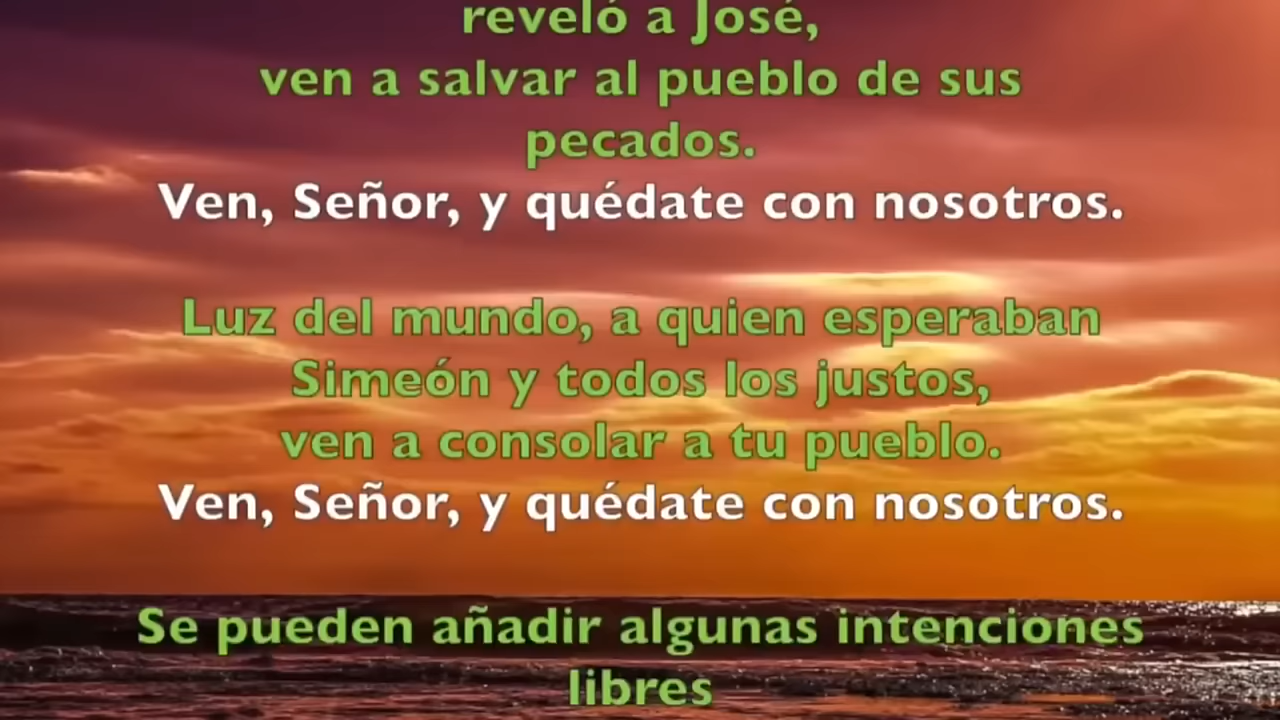 reveló a José,
ven a salvar al pueblo de sus
pecados.
Ven, Señor, y quédate con nosotros.
Luz del mundo, a quien esperaban
Simeón y todos los justos,
ven a consolar a tu pueblo.
Ven, Señor, y quédate con nosotros.
Se pueden añadir algunas intenciones
libres